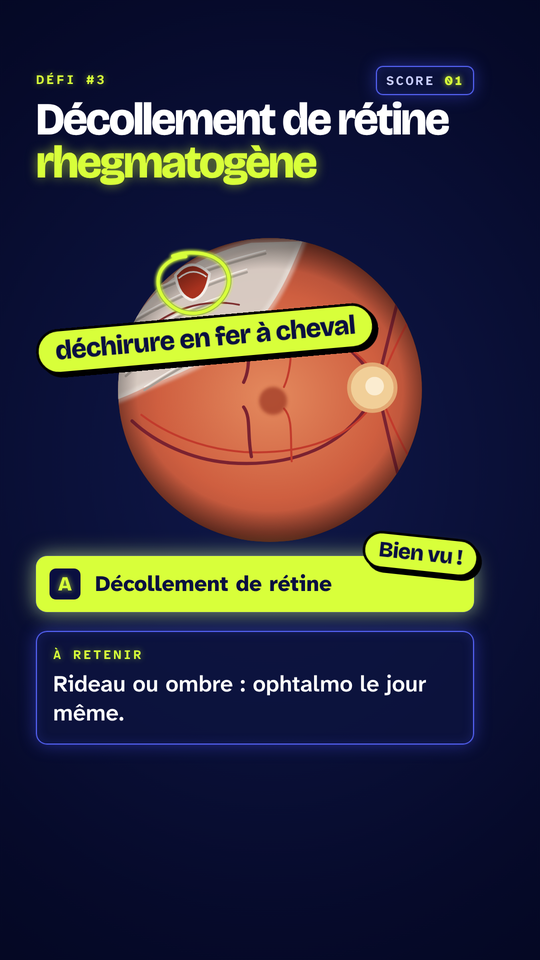 DÉFI #3
SCORE 01
Décollement de rétine
rhegmatogène
déchirure en fer à cheval
Bien vu !
A Décollement de rétine
À RETENIR
Rideau ou ombre : ophtalmo le jour
même.